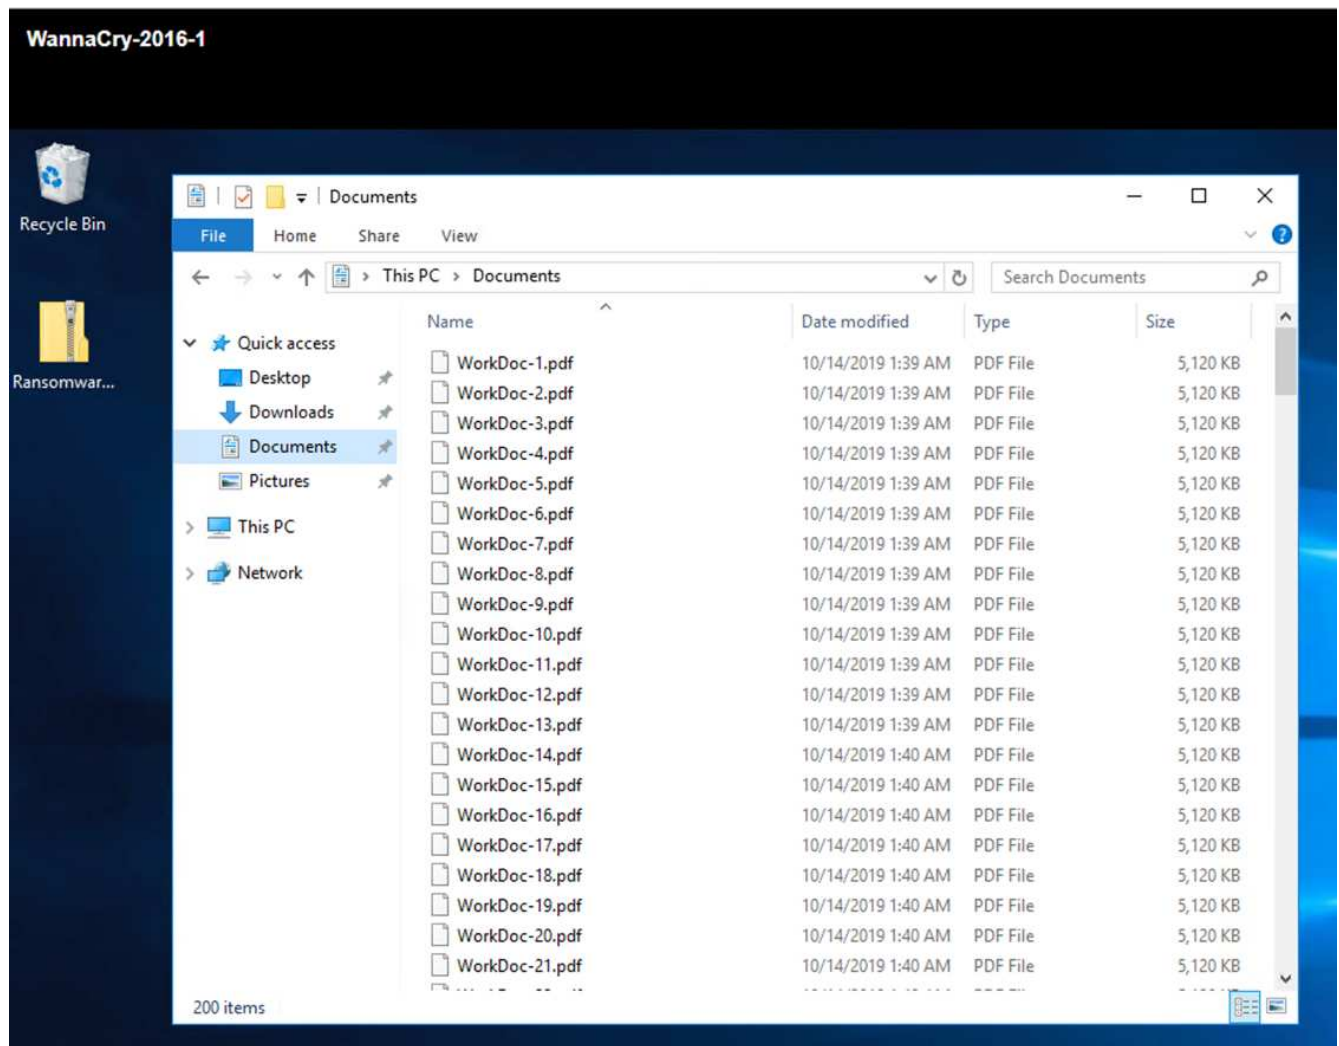 WannaCry-2016-1
Recycle Bin
Ransomwar...
Documents
File Home Share View
This PC > Documents
Search Documents
Name Date modified Type Size
Quick access
Desktop
Downloads
Documents
Pictures
This PC
Network
WorkDoc-1.pdf 10/14/2019 1:39 AM PDF File 5,120 KB
WorkDoc-2.pdf 10/14/2019 1:39 AM PDF File 5,120 KB
WorkDoc-3.pdf 10/14/2019 1:39 AM PDF File 5,120 KB
WorkDoc-4.pdf 10/14/2019 1:39 AM PDF File 5,120 KB
WorkDoc-5.pdf 10/14/2019 1:39 AM PDF File 5,120 KB
WorkDoc-6.pdf 10/14/2019 1:39 AM PDF File 5,120 KB
WorkDoc-7.pdf 10/14/2019 1:39 AM PDF File 5,120 KB
WorkDoc-8.pdf 10/14/2019 1:39 AM PDF File 5,120 KB
WorkDoc-9.pdf 10/14/2019 1:39 AM PDF File 5,120 KB
WorkDoc-10.pdf 10/14/2019 1:39 AM PDF File 5,120 KB
WorkDoc-11.pdf 10/14/2019 1:39 AM PDF File 5,120 KB
WorkDoc-12.pdf 10/14/2019 1:39 AM PDF File 5,120 KB
WorkDoc-13.pdf 10/14/2019 1:39 AM PDF File 5,120 KB
WorkDoc-14.pdf 10/14/2019 1:40 AM PDF File 5,120 KB
WorkDoc-15.pdf 10/14/2019 1:40 AM PDF File 5,120 KB
WorkDoc-16.pdf 10/14/2019 1:40 AM PDF File 5,120 KB
WorkDoc-17.pdf 10/14/2019 1:40 AM PDF File 5,120 KB
WorkDoc-18.pdf 10/14/2019 1:40 AM PDF File 5,120 KB
WorkDoc-19.pdf 10/14/2019 1:40 AM PDF File 5,120 KB
WorkDoc-20.pdf 10/14/2019 1:40 AM PDF File 5,120 KB
WorkDoc-21.pdf 10/14/2019 1:40 AM PDF File 5,120 KB
200 items